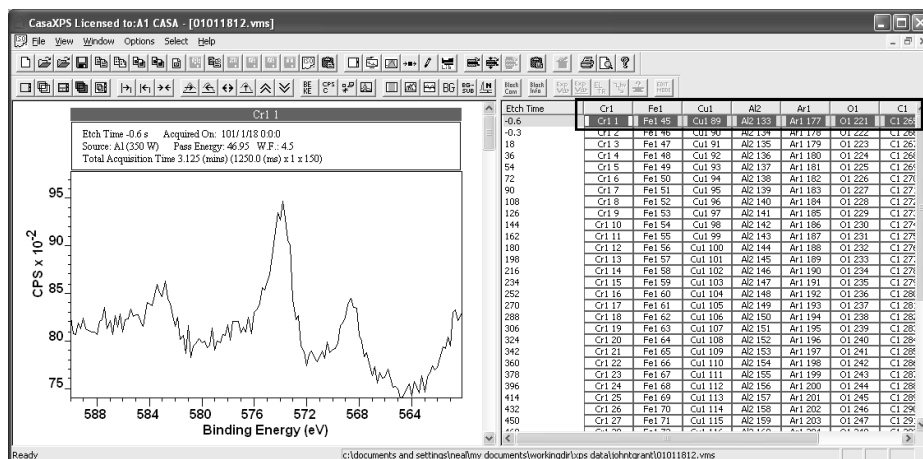 CasaXPS Licensed to:A1 CASA - [01011812.vms]
File View Window Options Select Help
Cr1 1
Etch Time -0.6 s Acquired On: 101/ 1/18 0:0:0
Source: Al (350 W) Pass Energy: 46.95 W.F.: 4.5
Total Acquisition Time 3.125 (mins) (1250.0 (ms) x 1 x 150)
CPS x 10-2
95
90
85
80
75
588 584 580 576 572 568 564
Binding Energy (eV)
Etch Time Cr1 Fe1 Cu1 Al2 Ar1 O1 C1
-0.6 Cr1 1 Fe1 45 Cu1 89 Al2 133 Ar1 177 O1 221 C1 265
-0.3 Cr1 2 Fe1 46 Cu1 90 Al2 134 Ar1 178 O1 222
18 Cr1 3 Fe1 47 Cu1 91 Al2 135 Ar1 179 O1 223
36 Cr1 4 Fe1 48 Cu1 92 Al2 136 Ar1 180 O1 224
54 Cr1 5 Fe1 49 Cu1 93 Al2 137 Ar1 181 O1 225
72 Cr1 6 Fe1 50 Cu1 94 Al2 138 Ar1 182 O1 226
90 Cr1 7 Fe1 51 Cu1 95 Al2 139 Ar1 183 O1 227
108 Cr1 8 Fe1 52 Cu1 96 Al2 140 Ar1 184 O1 228
126 Cr1 9 Fe1 53 Cu1 97 Al2 141 Ar1 185 O1 229
144 Cr1 10 Fe1 54 Cu1 98 Al2 142 Ar1 186 O1 230
162 Cr1 11 Fe1 55 Cu1 99 Al2 143 Ar1 187 O1 231
180 Cr1 12 Fe1 56 Cu1 100 Al2 144 Ar1 188 O1 232
198 Cr1 13 Fe1 57 Cu1 101 Al2 145 Ar1 189 O1 233
216 Cr1 14 Fe1 58 Cu1 102 Al2 146 Ar1 190 O1 234
234 Cr1 15 Fe1 59 Cu1 103 Al2 147 Ar1 191 O1 235
252 Cr1 16 Fe1 60 Cu1 104 Al2 148 Ar1 192 O1 236
270 Cr1 17 Fe1 61 Cu1 105 Al2 149 Ar1 193 O1 237
288 Cr1 18 Fe1 62 Cu1 106 Al2 150 Ar1 194 O1 238
306 Cr1 19 Fe1 63 Cu1 107 Al2 151 Ar1 195 O1 239
324 Cr1 20 Fe1 64 Cu1 108 Al2 152 Ar1 196 O1 240
342 Cr1 21 Fe1 65 Cu1 109 Al2 153 Ar1 197 O1 241
360 Cr1 22 Fe1 66 Cu1 110 Al2 154 Ar1 198 O1 242
378 Cr1 23 Fe1 67 Cu1 111 Al2 155 Ar1 199 O1 243
396 Cr1 24 Fe1 68 Cu1 112 Al2 156 Ar1 200 O1 244
414 Cr1 25 Fe1 69 Cu1 113 Al2 157 Ar1 201 O1 245
432 Cr1 26 Fe1 70 Cu1 114 Al2 158 Ar1 202 O1 246
450 Cr1 27 Fe1 71 Cu1 115 Al2 159 Ar1 203 O1 247
Ready c:\documents and settings\neal\my documents\workingdir\xps data\johntgrant\01011812.vms